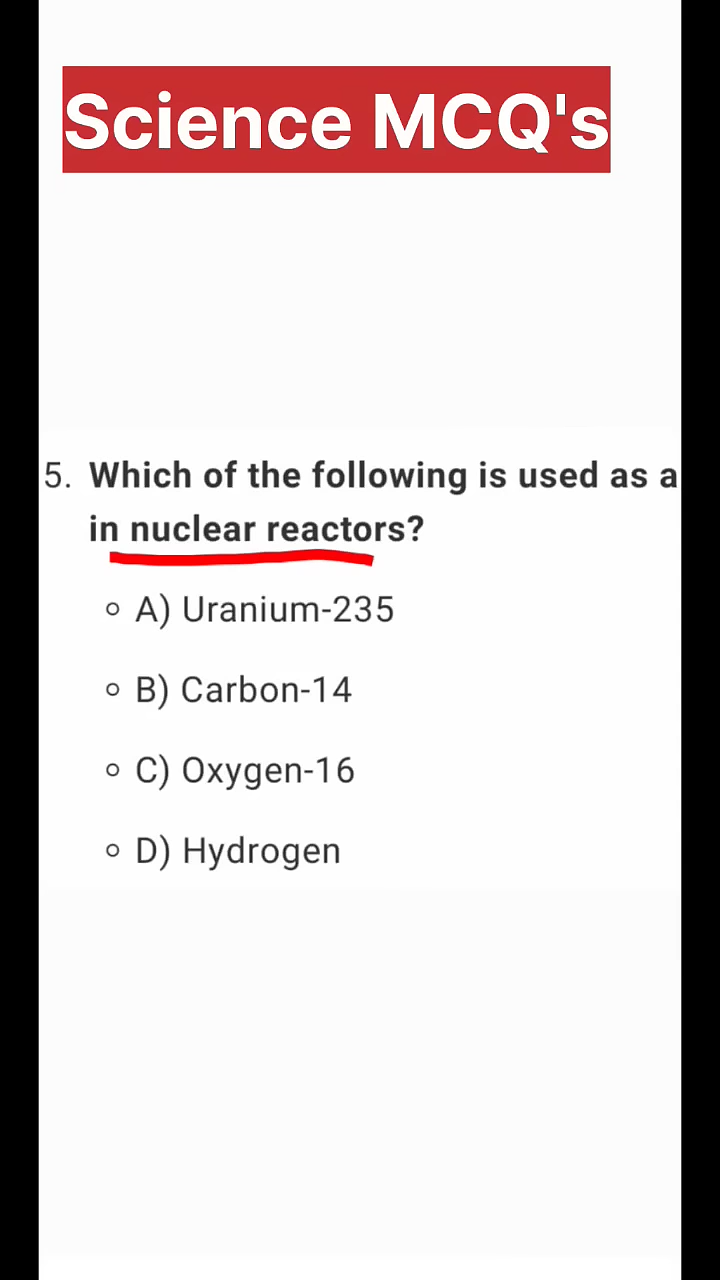 Science MCQ's
5. Which of the following is used as a
in nuclear reactors?
A) Uranium-235
B) Carbon-14
C) Oxygen-16
D) Hydrogen